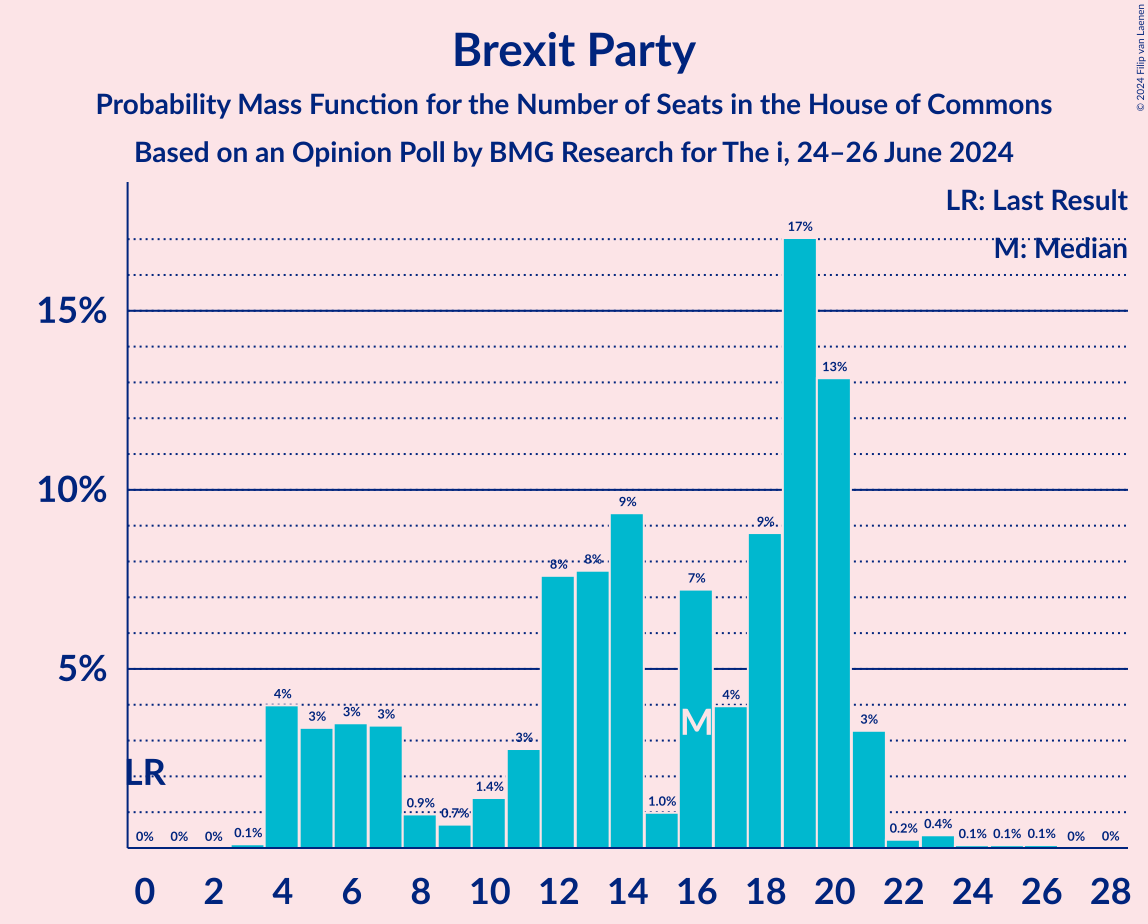 Brexit Party
Probability Mass Function for the Number of Seats in the House of Commons
Based on an Opinion Poll by BMG Research for The i, 24–26 June 2024
© 2024 Filip van Laenen
LR: Last Result
M: Median
15%
10%
5%
LR
M
0% 0% 0% 0.1% 4% 3% 3% 3% 0.9% 0.7% 1.4% 3% 8% 8% 9% 1.0% 7% 4% 9% 17% 13% 3% 0.2% 0.4% 0.1% 0.1% 0.1% 0% 0%
0 2 4 6 8 10 12 14 16 18 20 22 24 26 28